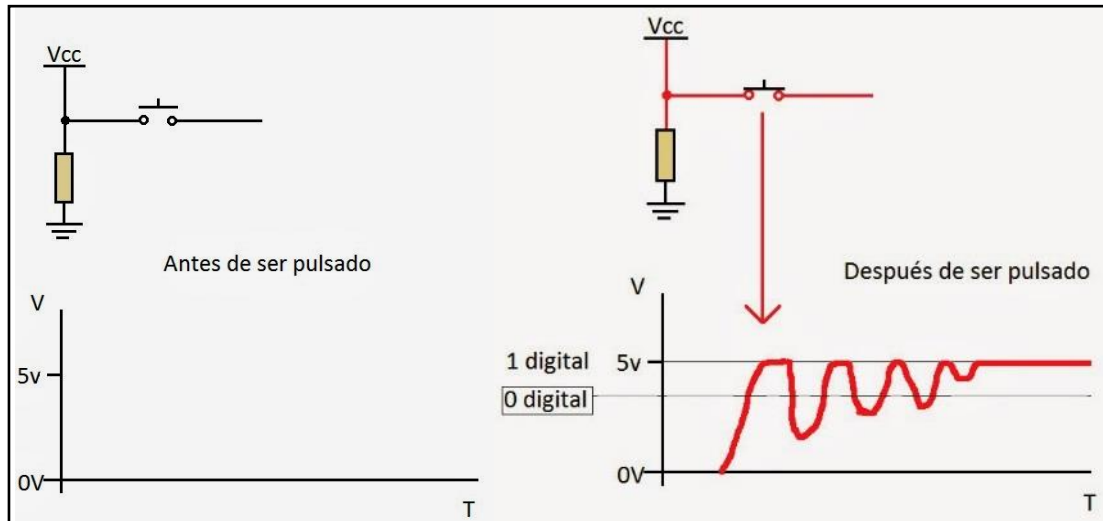 Vcc
Antes de ser pulsado
V
5v
0V
T
Vcc
Después de ser pulsado
V
1 digital
5v
0 digital
0V
T